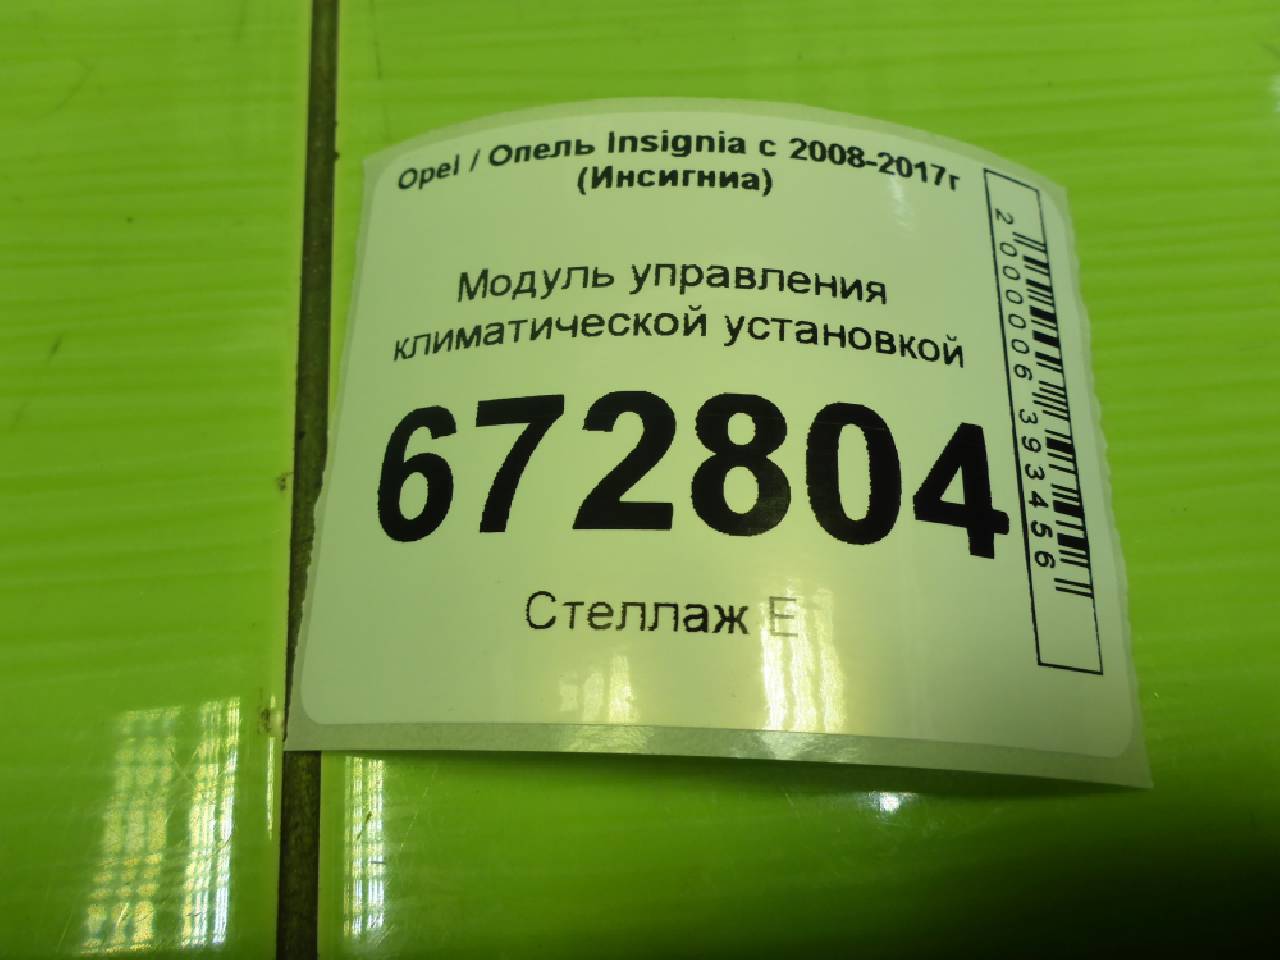 Opel / Опель Insignia с 2008-2017г
(Инсигниа)
Модуль управления
климатической установкой
672804
Стеллаж E
2000006393456